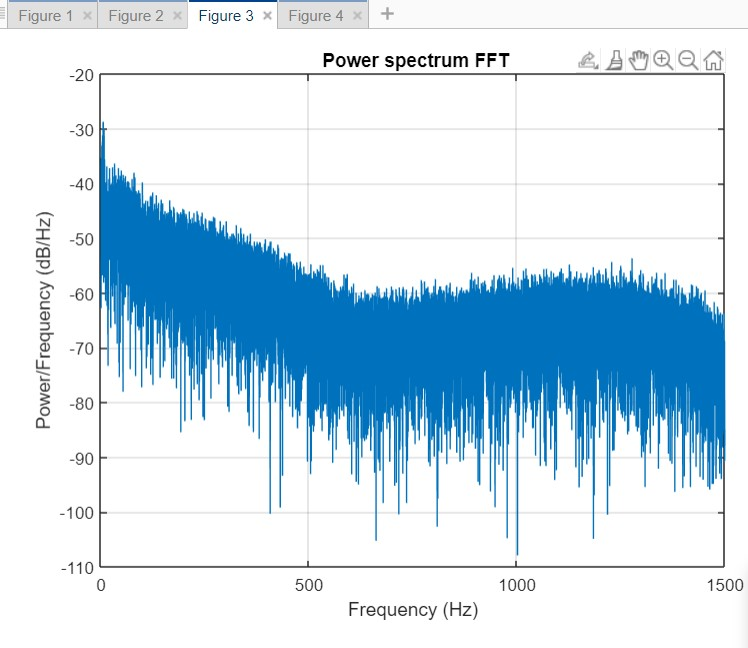 Figure 1 × Figure 2 × Figure 3 × Figure 4 × +
Power spectrum FFT
-20
-30
-40
-50
-60
-70
-80
-90
-100
-110
Power/Frequency (dB/Hz)
0 500 1000 1500
Frequency (Hz)